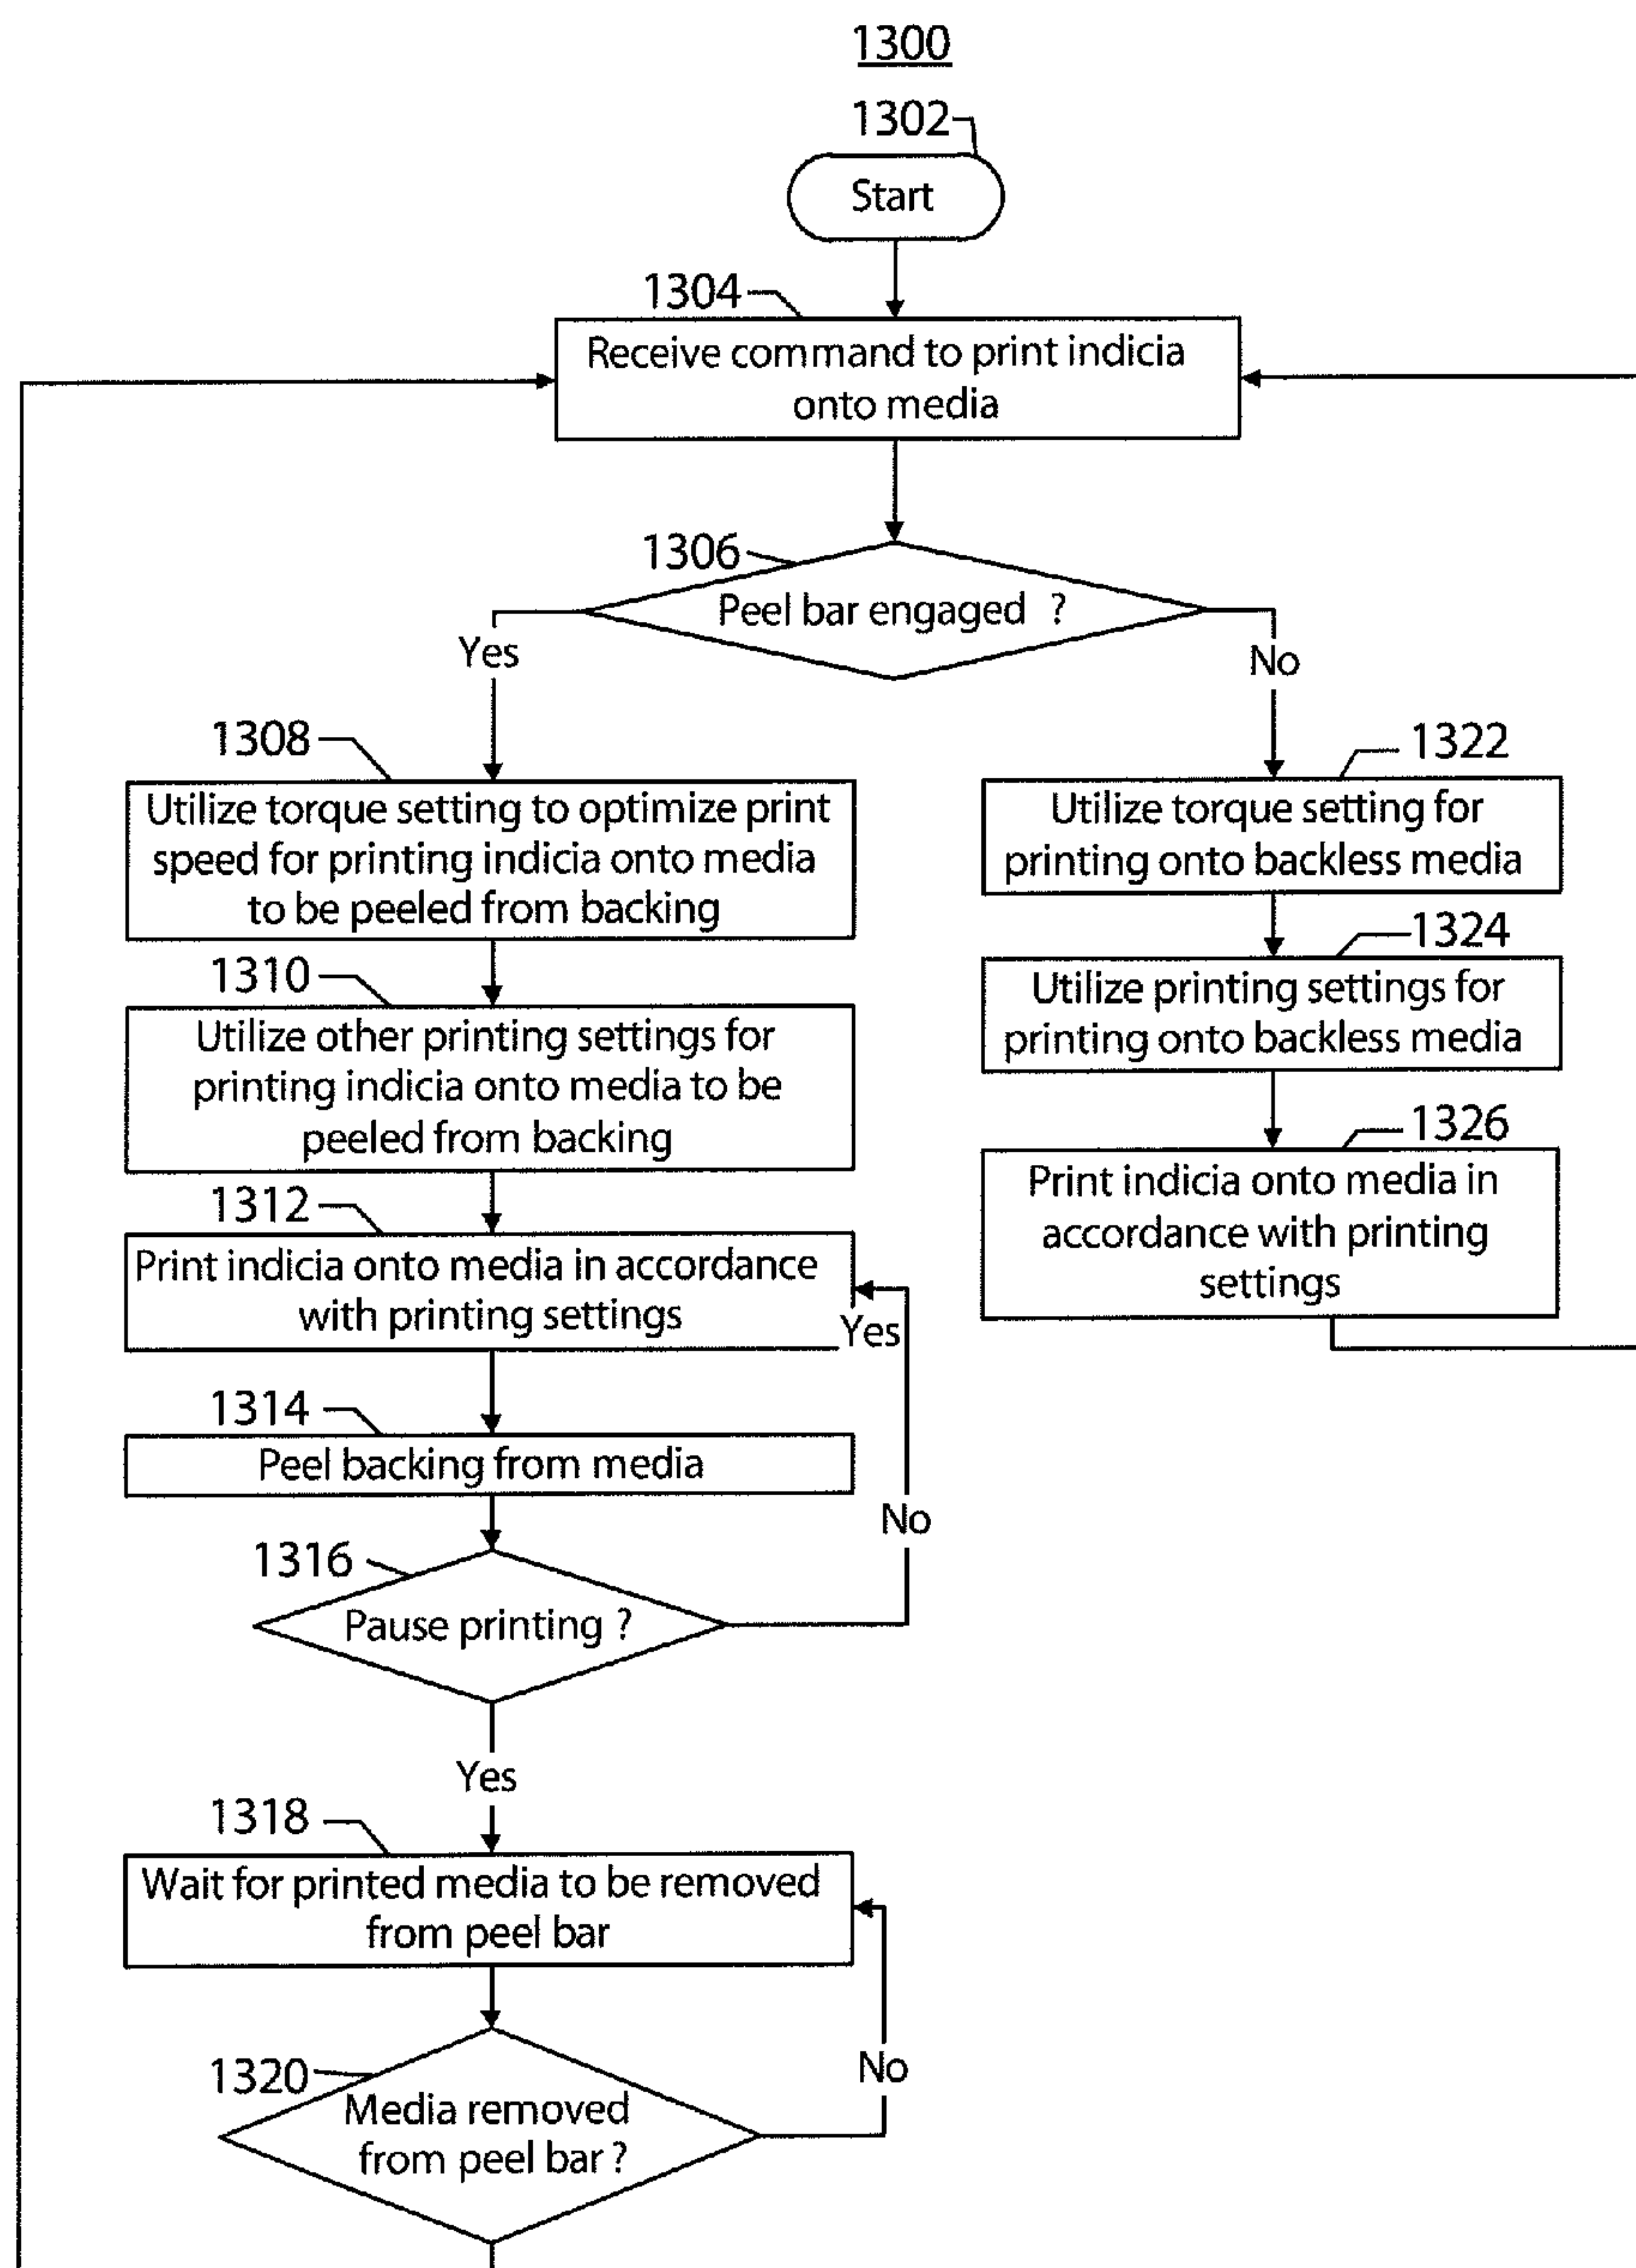 1300
1302
Start
1304
Receive command to print indicia
onto media
1306
Peel bar engaged ?
Yes
No
1308
Utilize torque setting to optimize print
speed for printing indicia onto media
to be peeled from backing
1322
Utilize torque setting for
printing onto backless media
1310
Utilize other printing settings for
printing indicia onto media to be
peeled from backing
1324
Utilize printing settings for
printing onto backless media
1312
Print indicia onto media in accordance
with printing settings
Yes
1326
Print indicia onto media in
accordance with printing
settings
1314
Peel backing from media
No
1316
Pause printing ?
Yes
1318
Wait for printed media to be removed
from peel bar
No
1320
Media removed
from peel bar ?